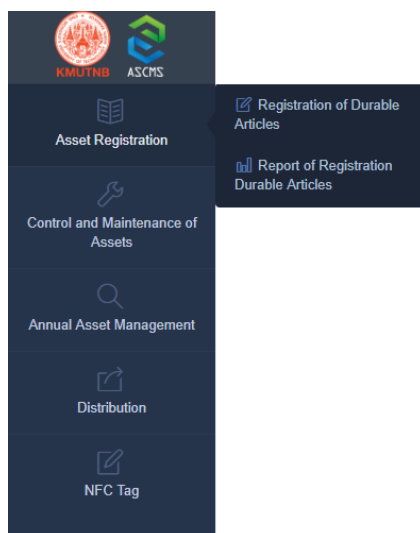 KMUTNB
ASCMS
Asset Registration
Registration of Durable
Articles
Report of Registration
Durable Articles
Control and Maintenance of
Assets
Annual Asset Management
Distribution
NFC Tag